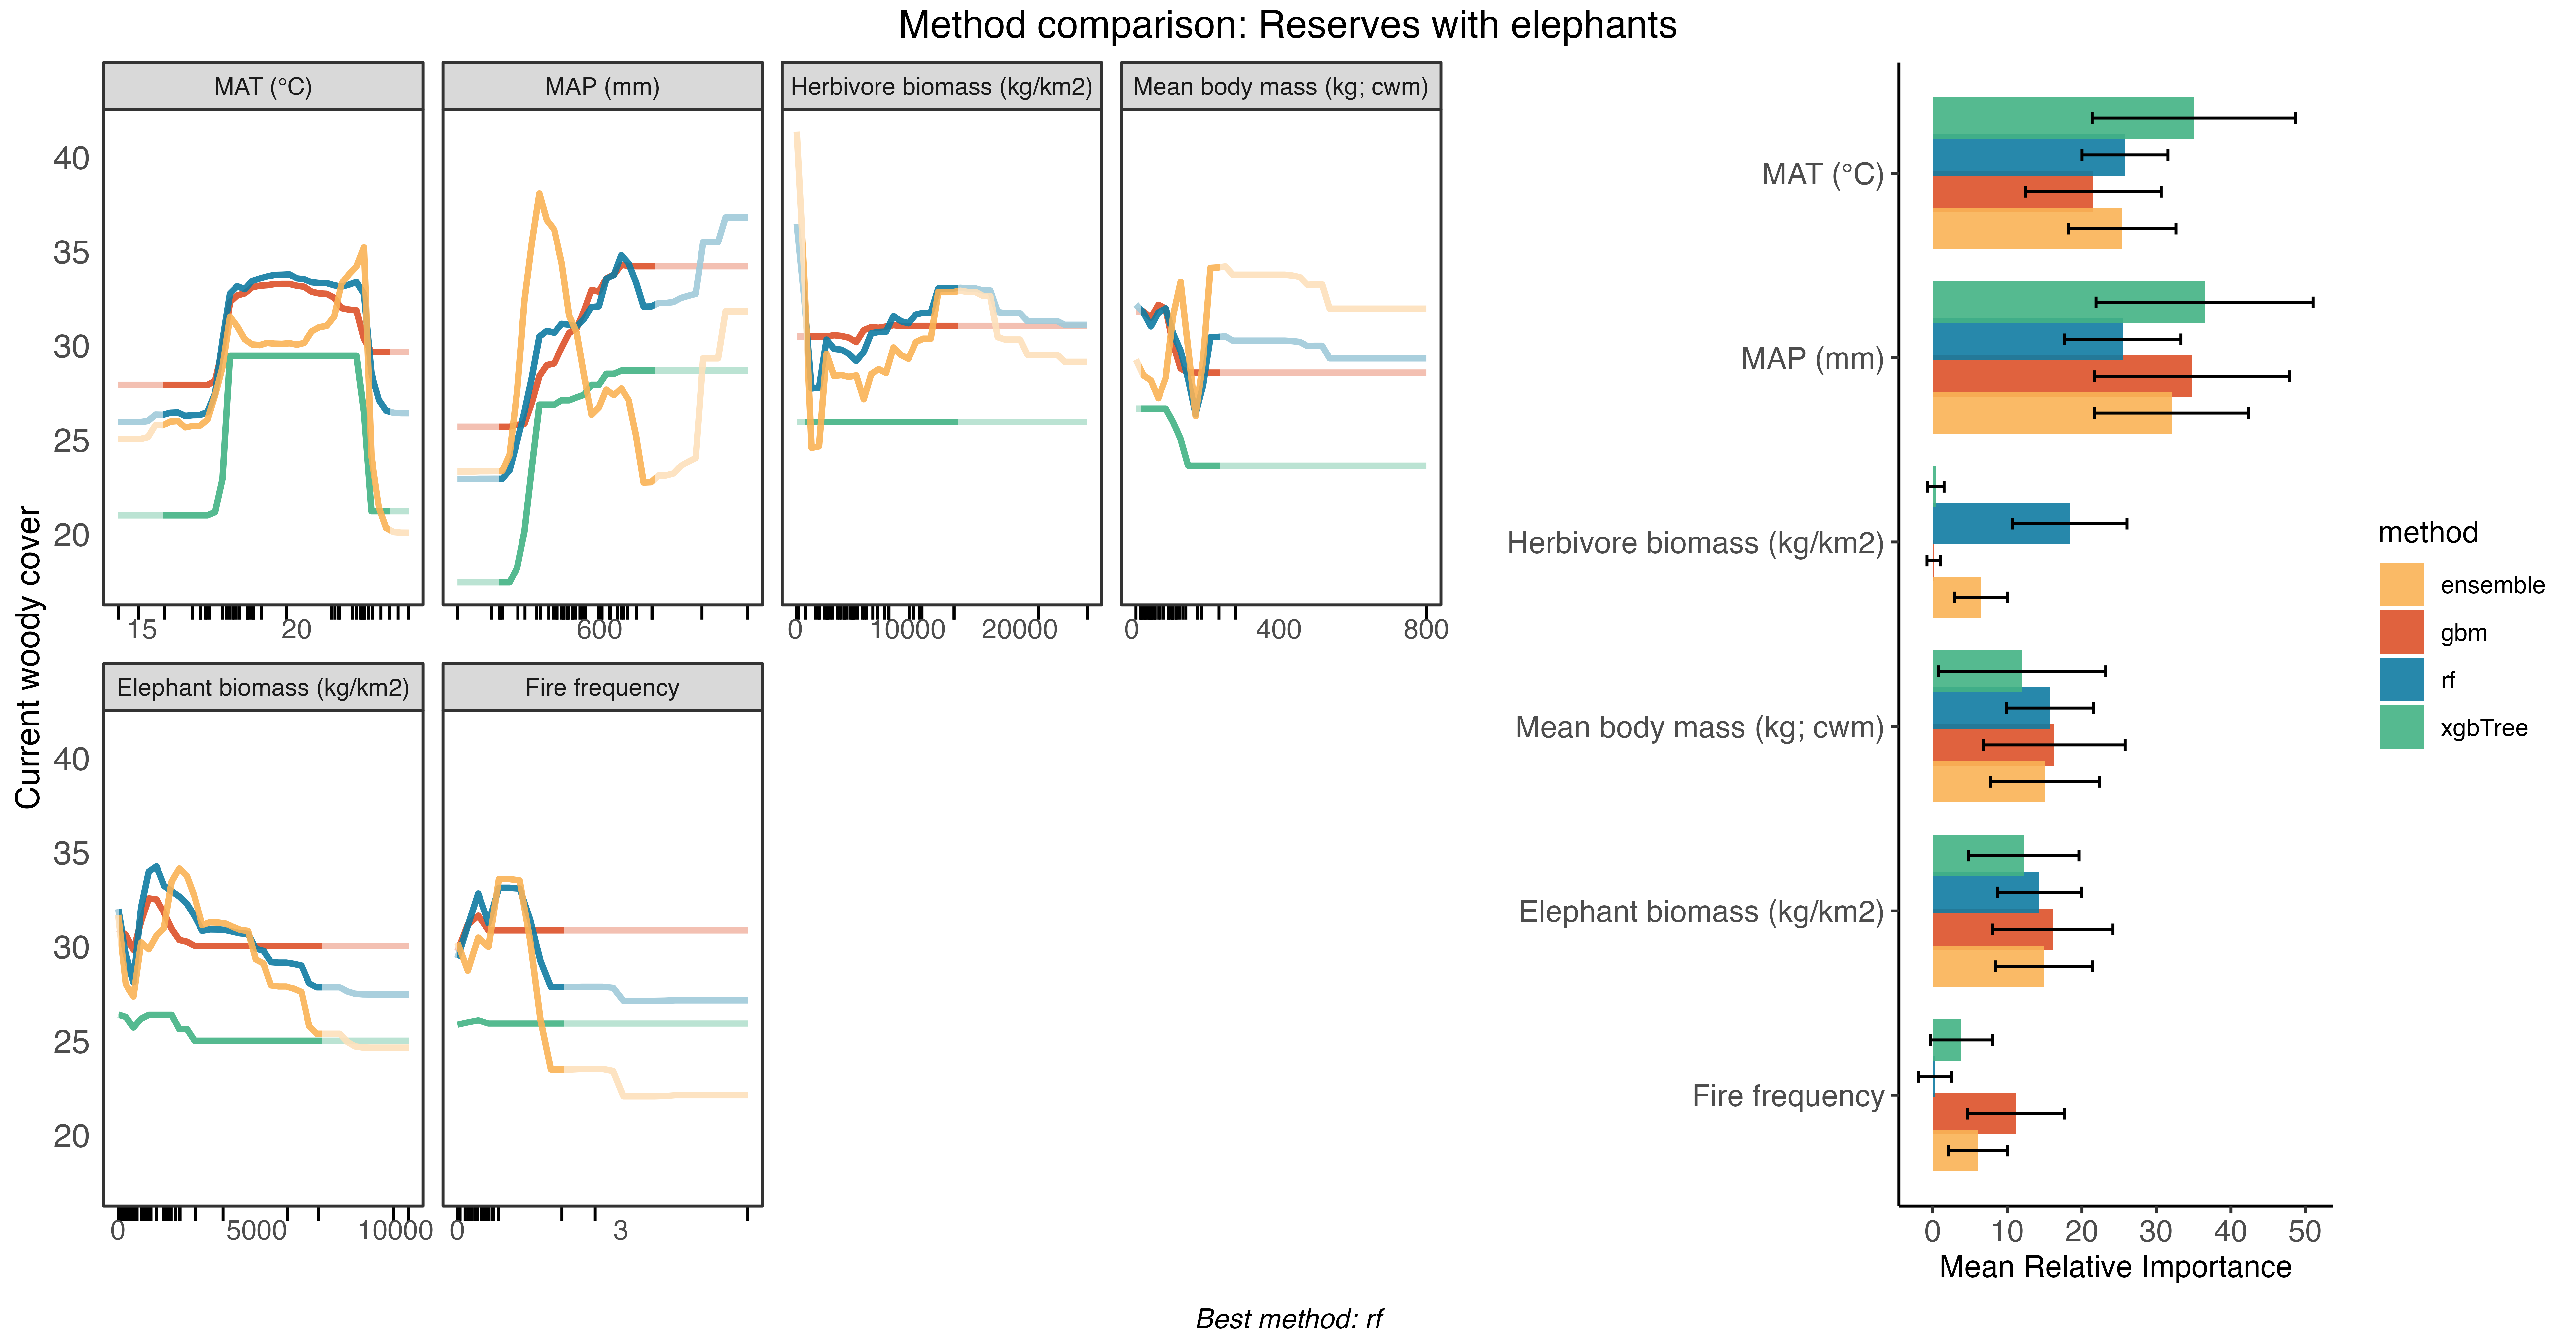 Method comparison: Reserves with elephants
MAT (°C)
MAP (mm)
Herbivore biomass (kg/km2)
Mean body mass (kg; cwm)
40
35
30
25
20
15
20
600
0
10000
20000
0
400
800
Current woody cover
Elephant biomass (kg/km2)
Fire frequency
40
35
30
25
20
0
5000
10000
0
3
MAT (°C)
MAP (mm)
Herbivore biomass (kg/km2)
Mean body mass (kg; cwm)
Elephant biomass (kg/km2)
Fire frequency
0
10
20
30
40
50
Mean Relative Importance
method
ensemble
gbm
rf
xgbTree
Best method: rf